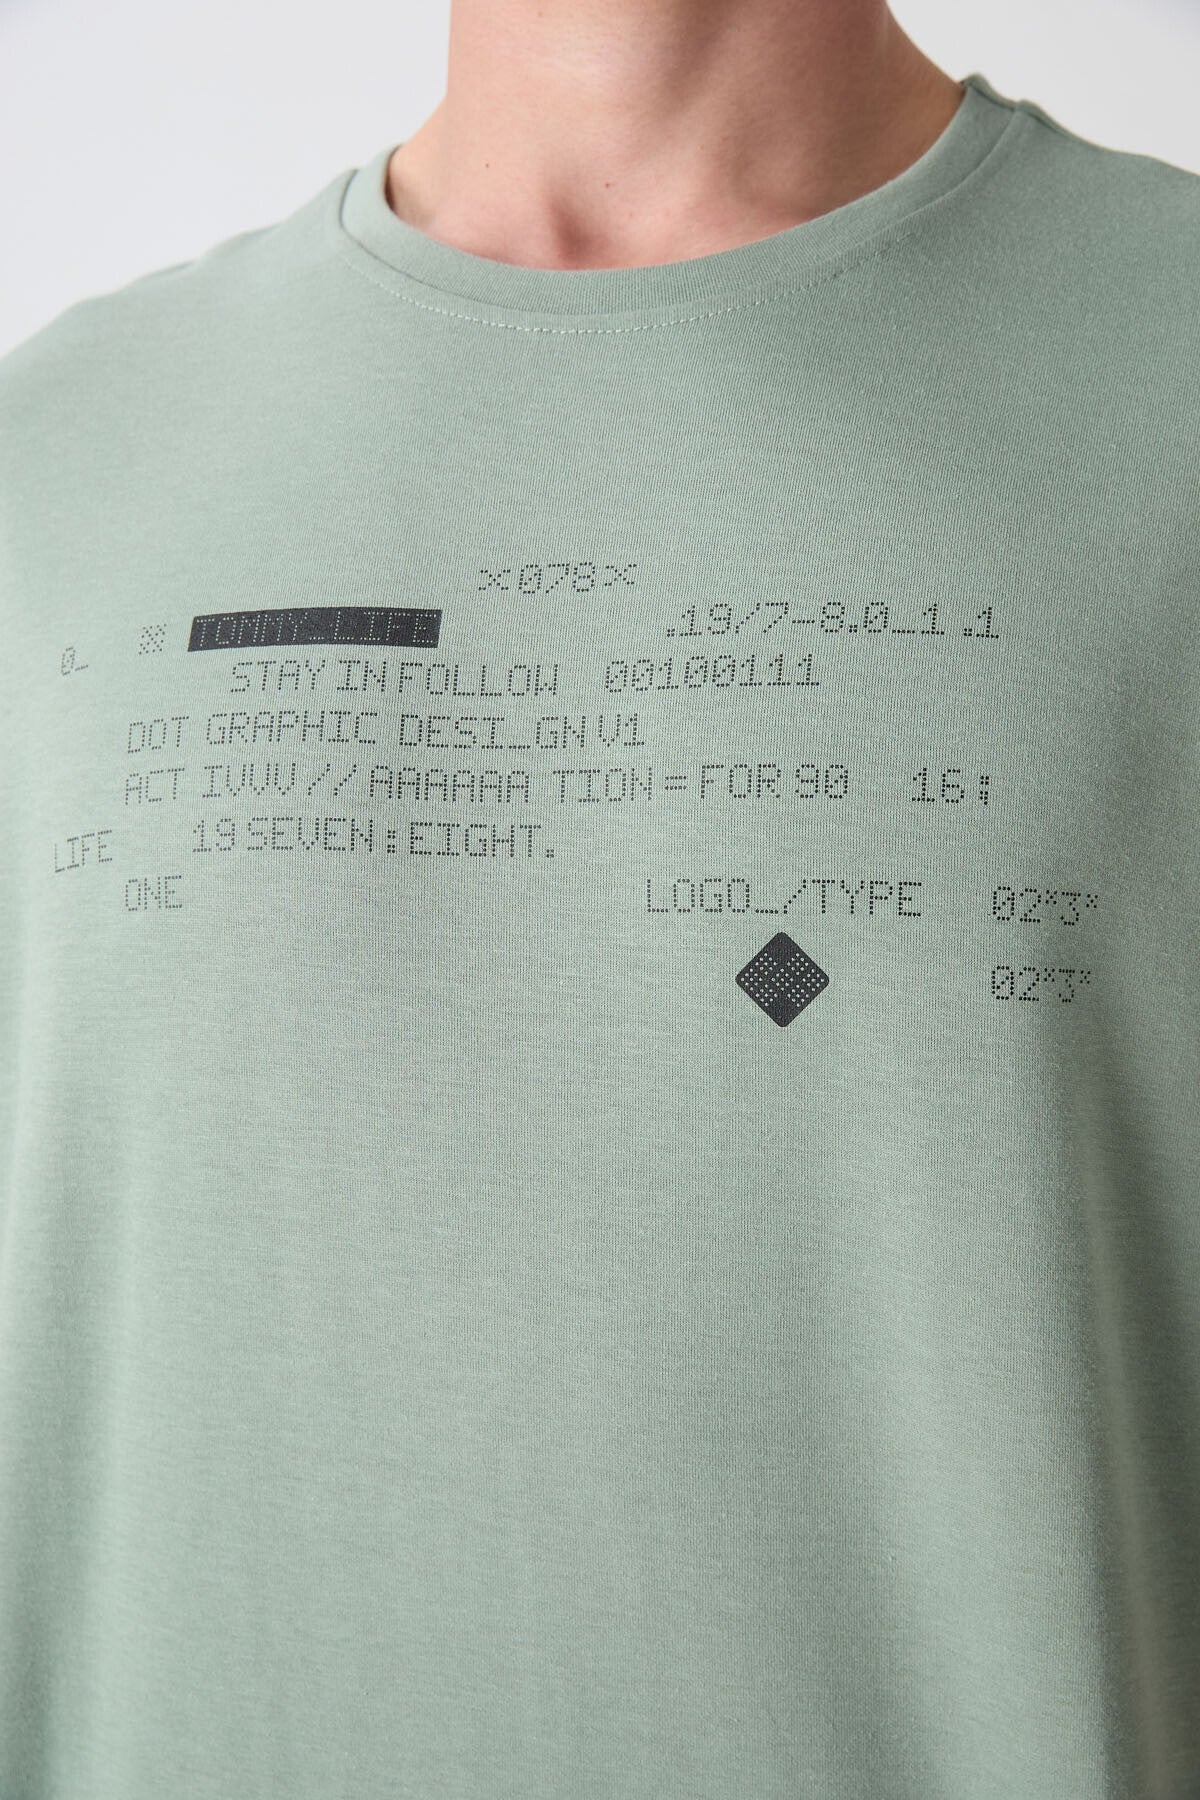 ×078×
TOMMY_LIFE .19/7-8.0_1.1
0_
STAY IN FOLLOW 00100111
DOT GRAPHIC DESI_GN V1
ACT IVVV // AAAAAA TION = FOR 90 16;
LIFE 19 SEVEN:EIGHT.
ONE LOGO_/TYPE 02*3*
02*3*